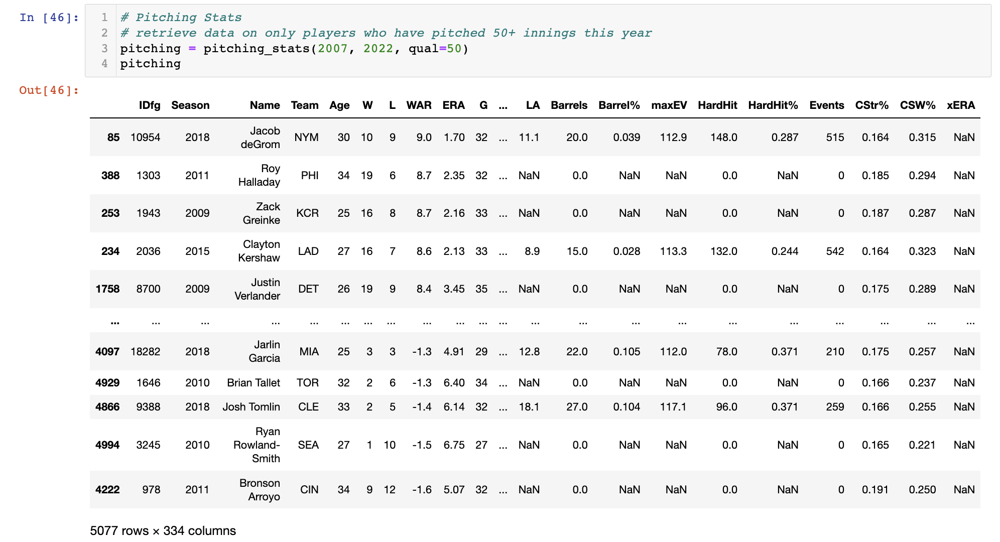 In [46]:
1 # Pitching Stats
2 # retrieve data on only players who have pitched 50+ innings this year
3 pitching = pitching_stats(2007, 2022, qual=50)
4 pitching
Out[46]:
IDfg Season Name Team Age W L WAR ERA G ... LA Barrels Barrel% maxEV HardHit HardHit% Events CStr% CSW% xERA
85 10954 2018 Jacob deGrom NYM 30 10 9 9.0 1.70 32 ... 11.1 20.0 0.039 112.9 148.0 0.287 515 0.164 0.315 NaN
388 1303 2011 Roy Halladay PHI 34 19 6 8.7 2.35 32 ... NaN 0.0 NaN NaN 0.0 NaN 0 0.185 0.294 NaN
253 1943 2009 Zack Greinke KCR 25 16 8 8.7 2.16 33 ... NaN 0.0 NaN NaN 0.0 NaN 0 0.187 0.287 NaN
234 2036 2015 Clayton Kershaw LAD 27 16 7 8.6 2.13 33 ... 8.9 15.0 0.028 113.3 132.0 0.244 542 0.164 0.323 NaN
1758 8700 2009 Justin Verlander DET 26 19 9 8.4 3.45 35 ... NaN 0.0 NaN NaN 0.0 NaN 0 0.175 0.289 NaN
... ... ... ... ... ... ... ... ... ... ... ... ... ... ... ... ... ... ... ... ... ...
4097 18282 2018 Jarlin Garcia MIA 25 3 3 -1.3 4.91 29 ... 12.8 22.0 0.105 112.0 78.0 0.371 210 0.175 0.257 NaN
4929 1646 2010 Brian Tallet TOR 32 2 6 -1.3 6.40 34 ... NaN 0.0 NaN NaN 0.0 NaN 0 0.166 0.237 NaN
4866 9388 2018 Josh Tomlin CLE 33 2 5 -1.4 6.14 32 ... 18.1 27.0 0.104 117.1 96.0 0.371 259 0.166 0.255 NaN
4994 3245 2010 Ryan Rowland-Smith SEA 27 1 10 -1.5 6.75 27 ... NaN 0.0 NaN NaN 0.0 NaN 0 0.165 0.221 NaN
4222 978 2011 Bronson Arroyo CIN 34 9 12 -1.6 5.07 32 ... NaN 0.0 NaN NaN 0.0 NaN 0 0.191 0.250 NaN
5077 rows × 334 columns